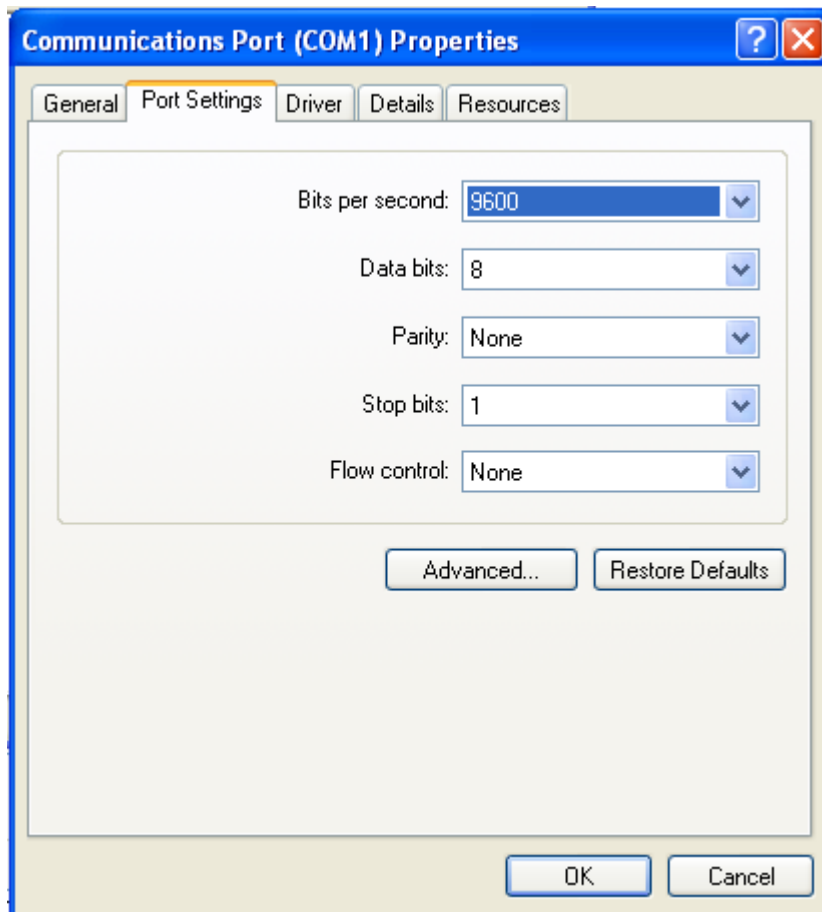 Communications Port (COM1) Properties
General Port Settings Driver Details Resources
Bits per second: 9600
Data bits: 8
Parity: None
Stop bits: 1
Flow control: None
Advanced... Restore Defaults
OK Cancel